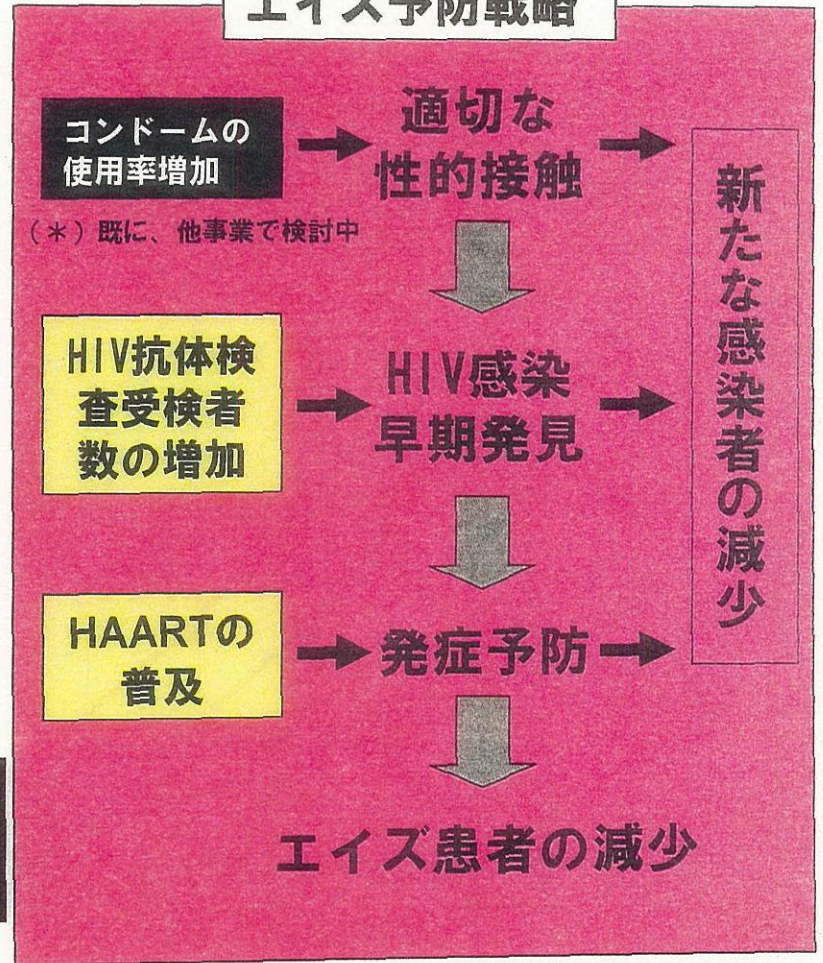 エイズ予防戦略
コンドームの
使用率増加
適切な
性的接触
(＊)既に、他事業で検討中
HIV抗体検
査受検者
数の増加
HIV感染
早期発見
HAARTの
普及
発症予防
新たな感染者の減少
エイズ患者の減少